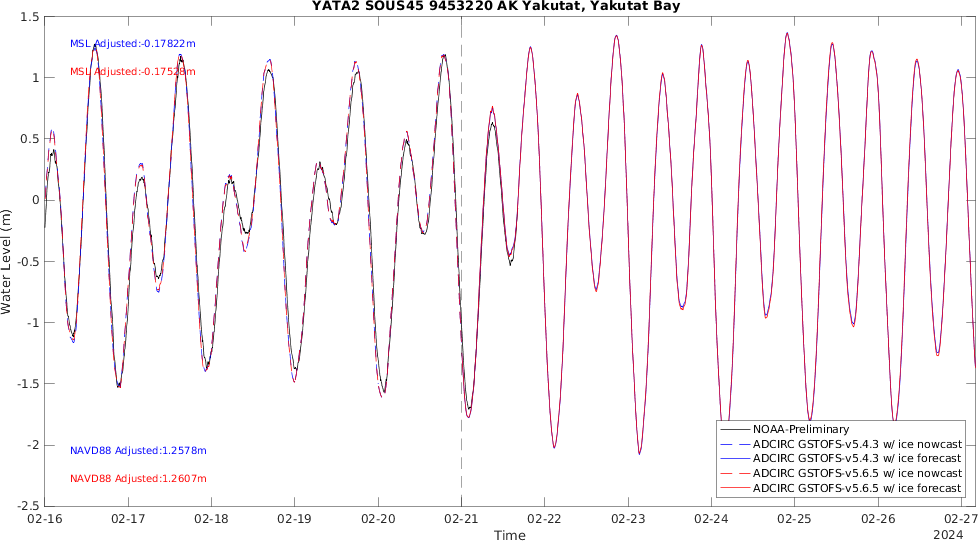 YATA2 SOUS45 9453220 AK Yakutat, Yakutat Bay
1.5
1
0.5
0
-0.5
-1
-1.5
-2
-2.5
Water Level (m)
MSL Adjusted:-0.17822m
MSL Adjusted:-0.17528m
NAVD88 Adjusted:1.2578m
NAVD88 Adjusted:1.2607m
NOAA-Preliminary
ADCIRC GSTOFS-v5.4.3 w/ ice nowcast
ADCIRC GSTOFS-v5.4.3 w/ ice forecast
ADCIRC GSTOFS-v5.6.5 w/ ice nowcast
ADCIRC GSTOFS-v5.6.5 w/ ice forecast
02-16 02-17 02-18 02-19 02-20 02-21 02-22 02-23 02-24 02-25 02-26 02-27
Time
2024